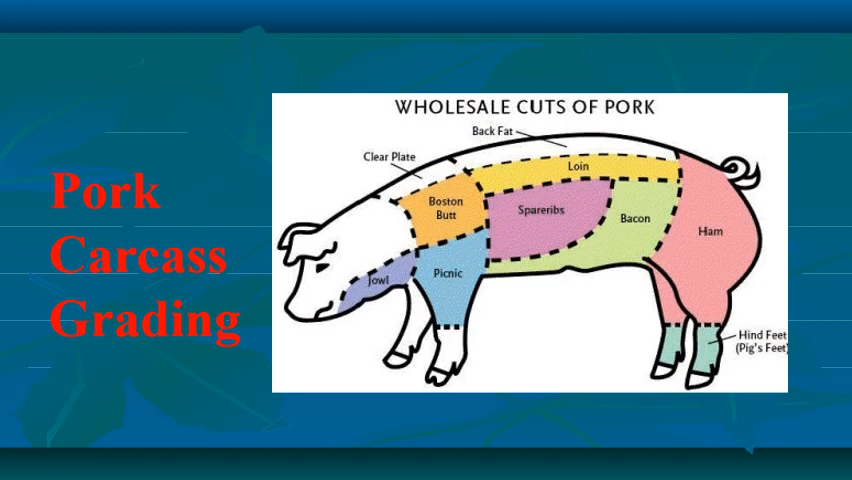 Pork
Carcass
Grading
WHOLESALE CUTS OF PORK
Back Fat
Clear Plate
Loin
Boston
Butt
Spareribs
Bacon
Ham
Jowl
Picnic
Hind Feet
(Pig's Feet)